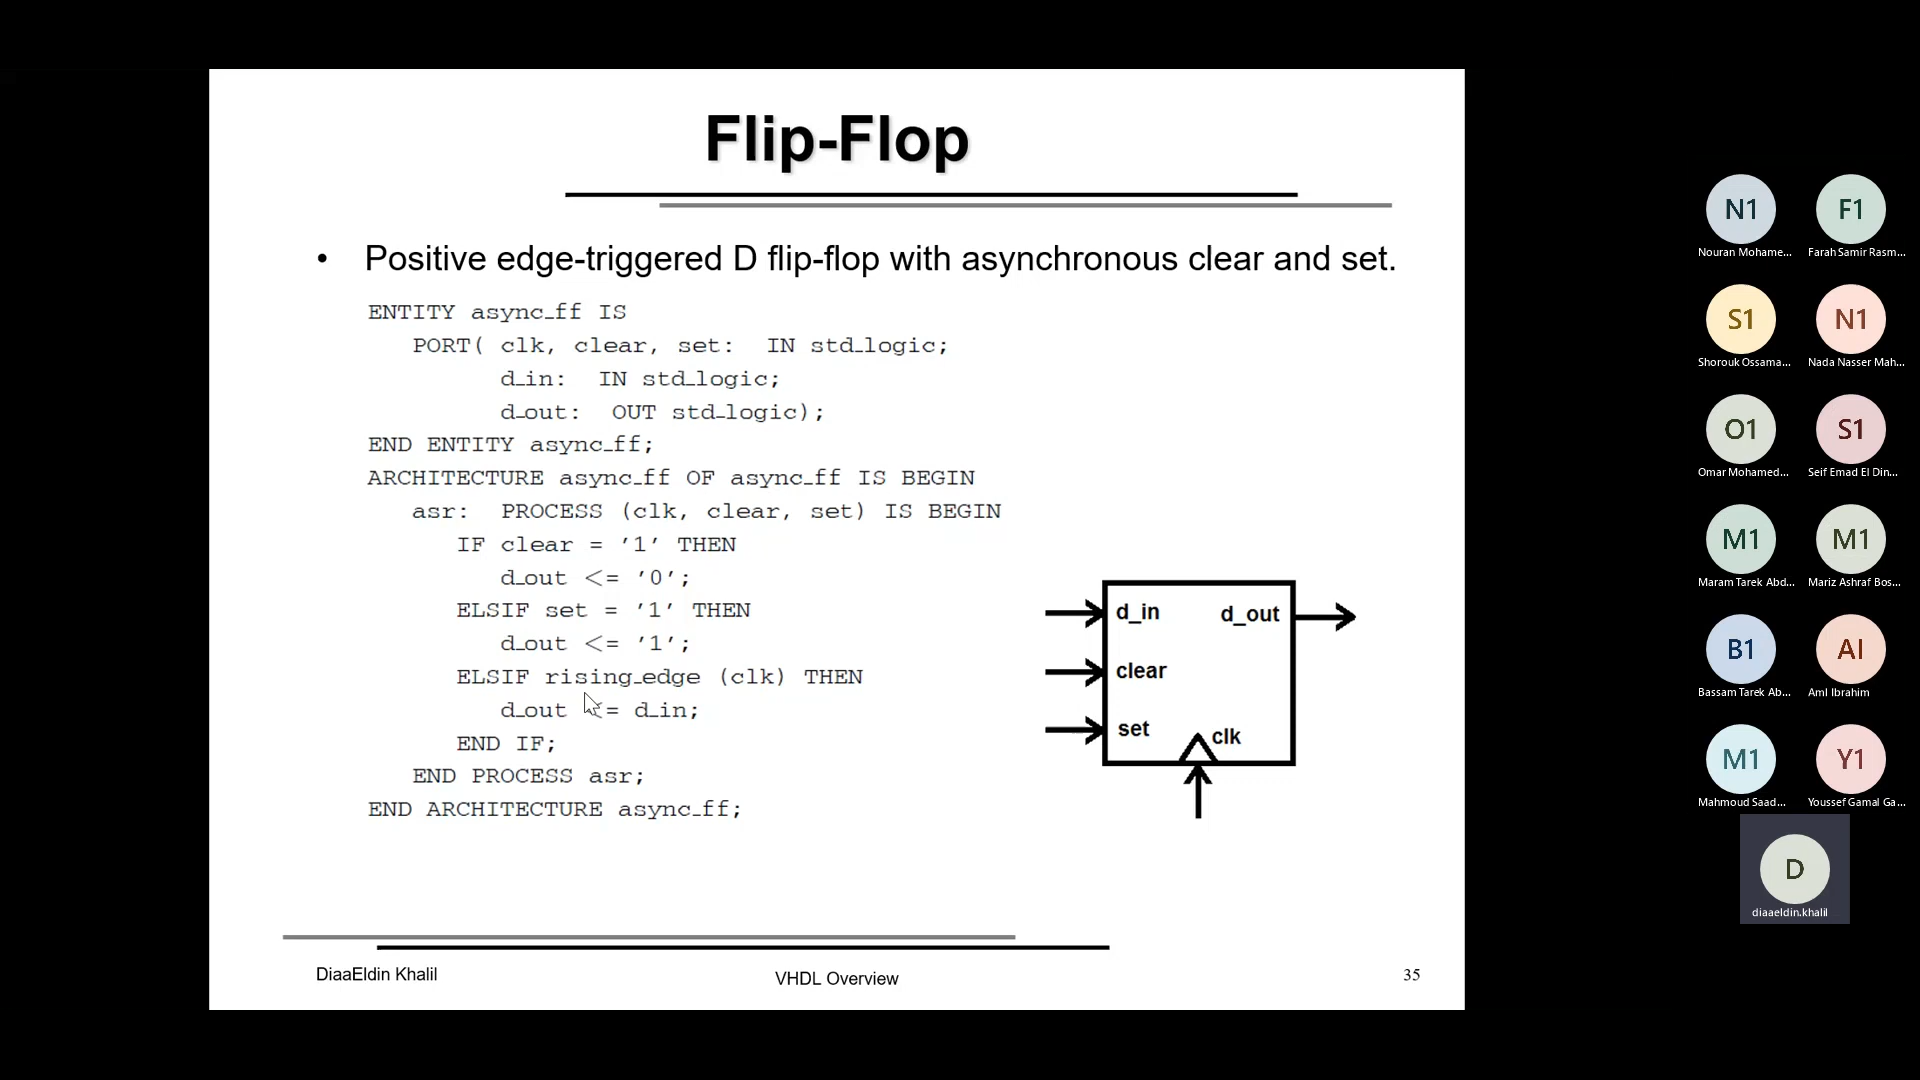 Flip-Flop
• Positive edge-triggered D flip-flop with asynchronous clear and set.
ENTITY async_ff IS
PORT( clk, clear, set: IN std_logic;
d_in: IN std_logic;
d_out: OUT std_logic);
END ENTITY async_ff;
ARCHITECTURE async_ff OF async_ff IS BEGIN
asr: PROCESS (clk, clear, set) IS BEGIN
IF clear = '1' THEN
d_out <= '0';
ELSIF set = '1' THEN
d_out <= '1';
ELSIF rising_edge (clk) THEN
d_out <= d_in;
END IF;
END PROCESS asr;
END ARCHITECTURE async_ff;
d_in d_out
clear
set
clk
DiaaEldin Khalil
VHDL Overview
35
N1 F1
Nouran Mohame... Farah Samir Rasm...
S1 N1
Shorouk Ossama... Nada Nasser Mah...
O1 S1
Omar Mohamed... Seif Emad El Din...
M1 M1
Maram Tarek Abd... Mariz Ashraf Bos...
B1 AI
Bassam Tarek Ab... Aml Ibrahim
M1 Y1
Mahmoud Saad... Youssef Gamal Ga...
D
diaaeldin.khalil